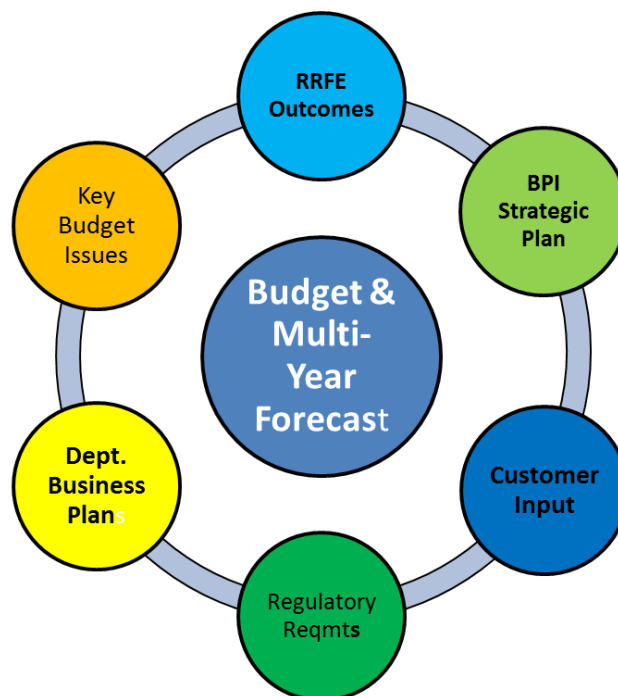 RRFE
Outcomes
BPI
Strategic
Plan
Customer
Input
Regulatory
Reqmts
Dept.
Business
Plans
Key
Budget
Issues
Budget &
Multi-
Year
Forecast